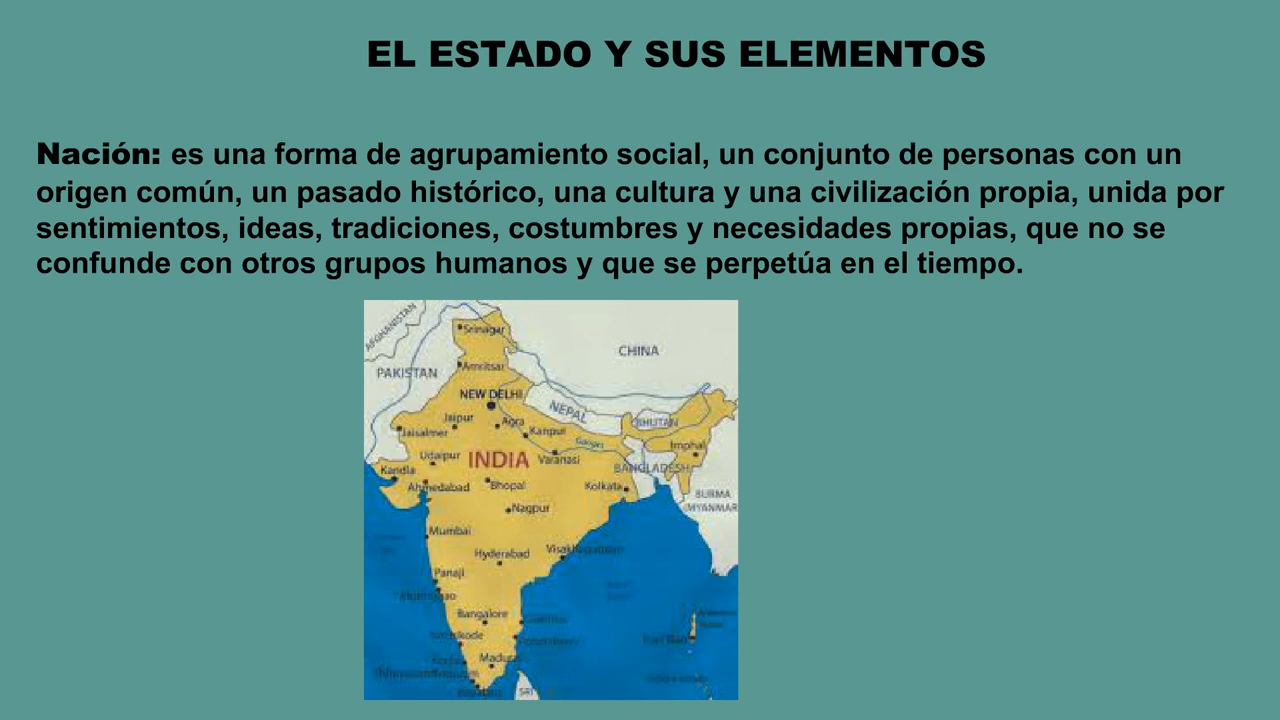 EL ESTADO Y SUS ELEMENTOS
Nación: es una forma de agrupamiento social, un conjunto de personas con un
origen común, un pasado histórico, una cultura y una civilización propia, unida por
sentimientos, ideas, tradiciones, costumbres y necesidades propias, que no se
confunde con otros grupos humanos y que se perpetúa en el tiempo.
AFGHANISTAN
Srinagar
CHINA
Amritsar
PAKISTAN
NEW DELHI
NEPAL
Jaipur
Agra
BHUTAN
Jaisalmer
Kanpur
Ganges
Imphal
Udaipur
INDIA
Varanasi
Kandla
BANGLADESH
Ahmedabad
Bhopal
Kolkata
BURMA
(MYANMAR
Nagpur
Mumbai
Hyderabad
Panaji
Bangalore
SRI